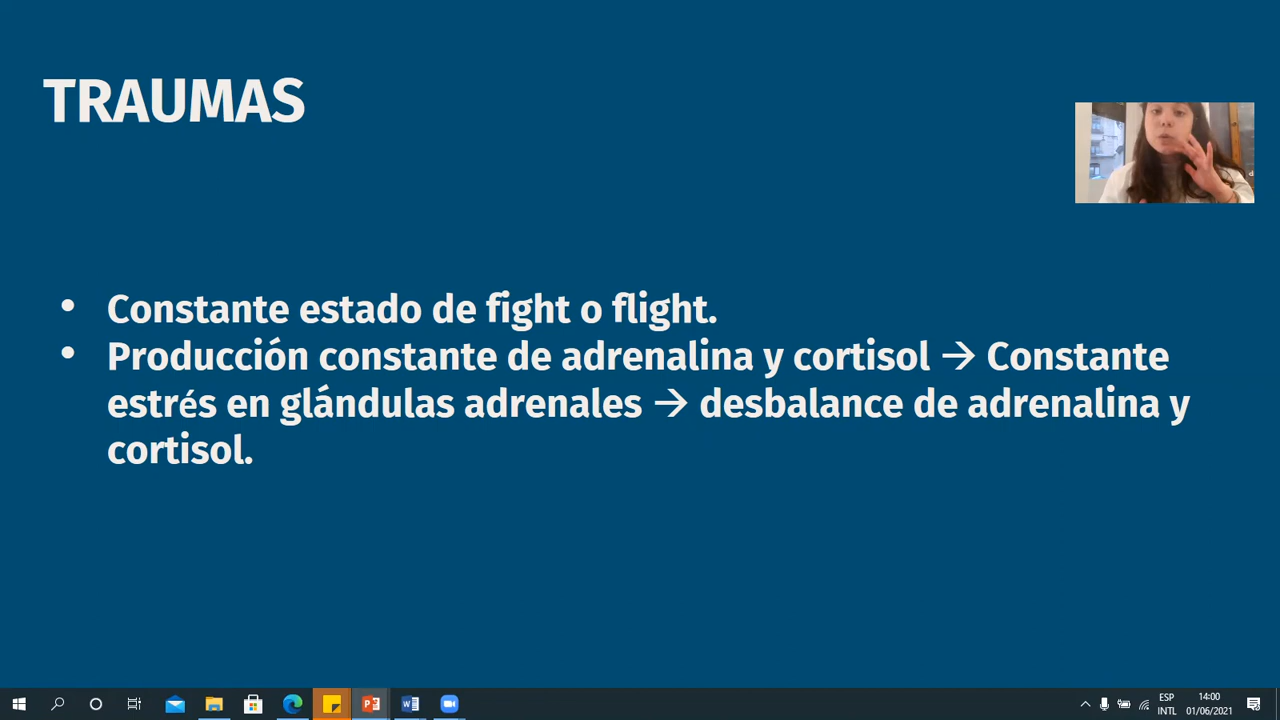 TRAUMAS
• Constante estado de fight o flight.
• Producción constante de adrenalina y cortisol → Constante
estrés en glándulas adrenales → desbalance de adrenalina y
cortisol.
ESP
INTL
14:00
01/06/2021